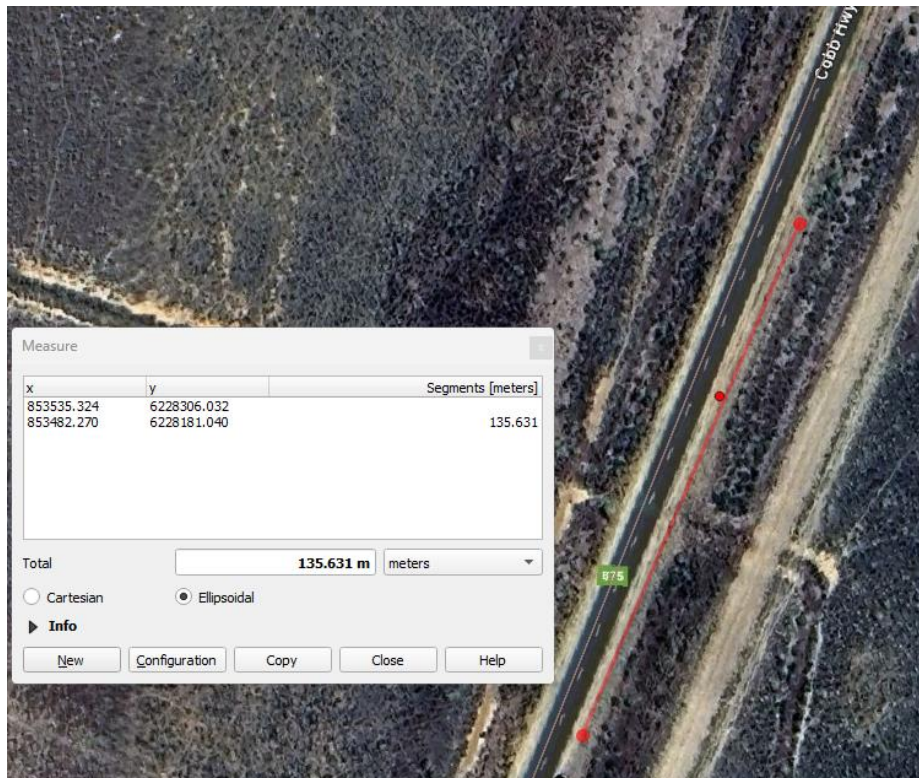 Cobb Hwy
Measure
x y Segments [meters]
853535.324 6228306.032
853482.270 6228181.040 135.631
Total 135.631 m meters
Cartesian Ellipsoidal
Info
New Configuration Copy Close Help
B75